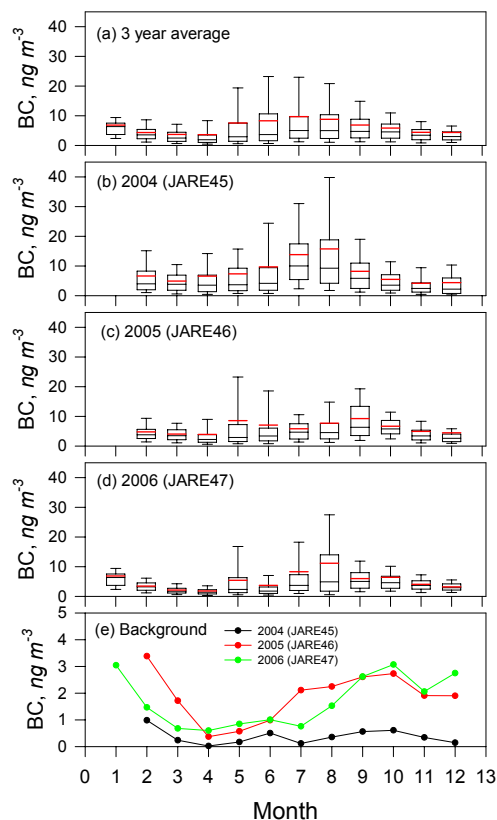 (a) 3 year average
BC, ng m⁻³
40
30
20
10
0
(b) 2004 (JARE45)
BC, ng m⁻³
40
30
20
10
0
(c) 2005 (JARE46)
BC, ng m⁻³
40
30
20
10
0
(d) 2006 (JARE47)
BC, ng m⁻³
40
30
20
10
0
(e) Background
2004 (JARE45)
2005 (JARE46)
2006 (JARE47)
BC, ng m⁻³
5
4
3
2
1
0
0 1 2 3 4 5 6 7 8 9 10 11 12 13
Month